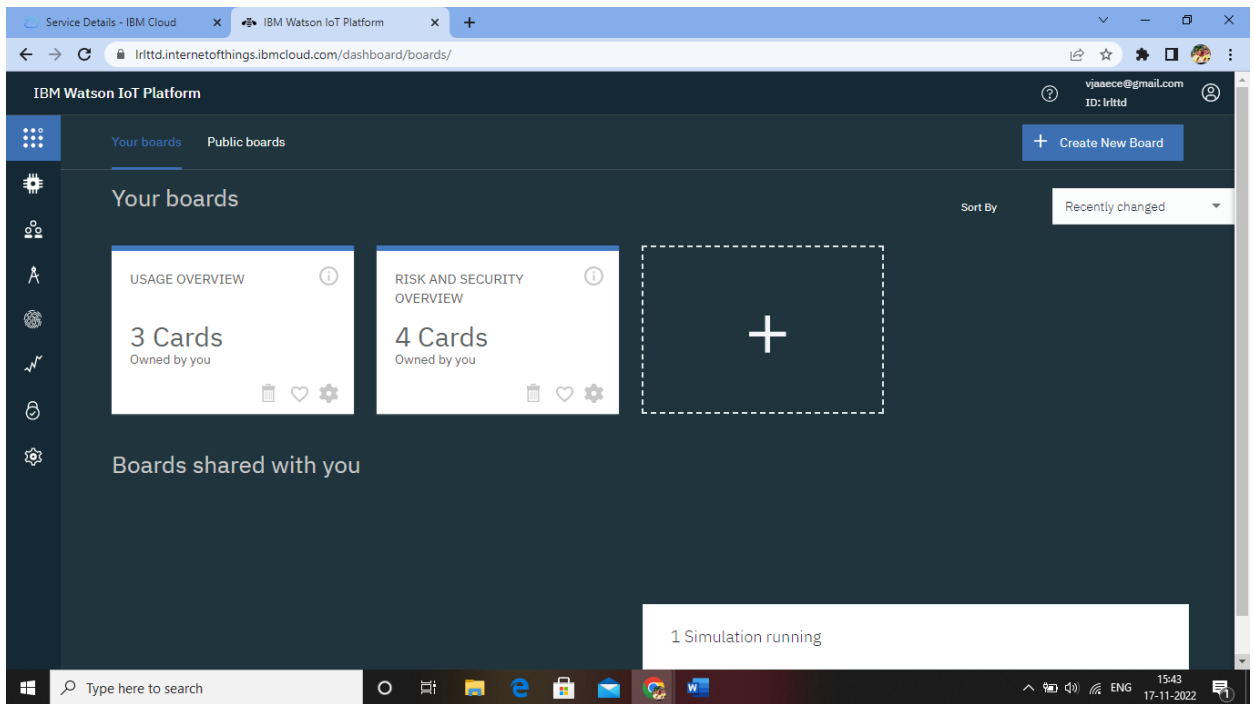 Service Details - IBM Cloud
IBM Watson IoT Platform
lrlttd.internetofthings.ibmcloud.com/dashboard/boards/
IBM Watson IoT Platform
vjaaece@gmail.com
ID: lrlttd
Your boards
Public boards
+ Create New Board
Your boards
Sort By
Recently changed
USAGE OVERVIEW
3 Cards
Owned by you
RISK AND SECURITY
OVERVIEW
4 Cards
Owned by you
Boards shared with you
1 Simulation running
Type here to search
ENG
15:43
17-11-2022
1